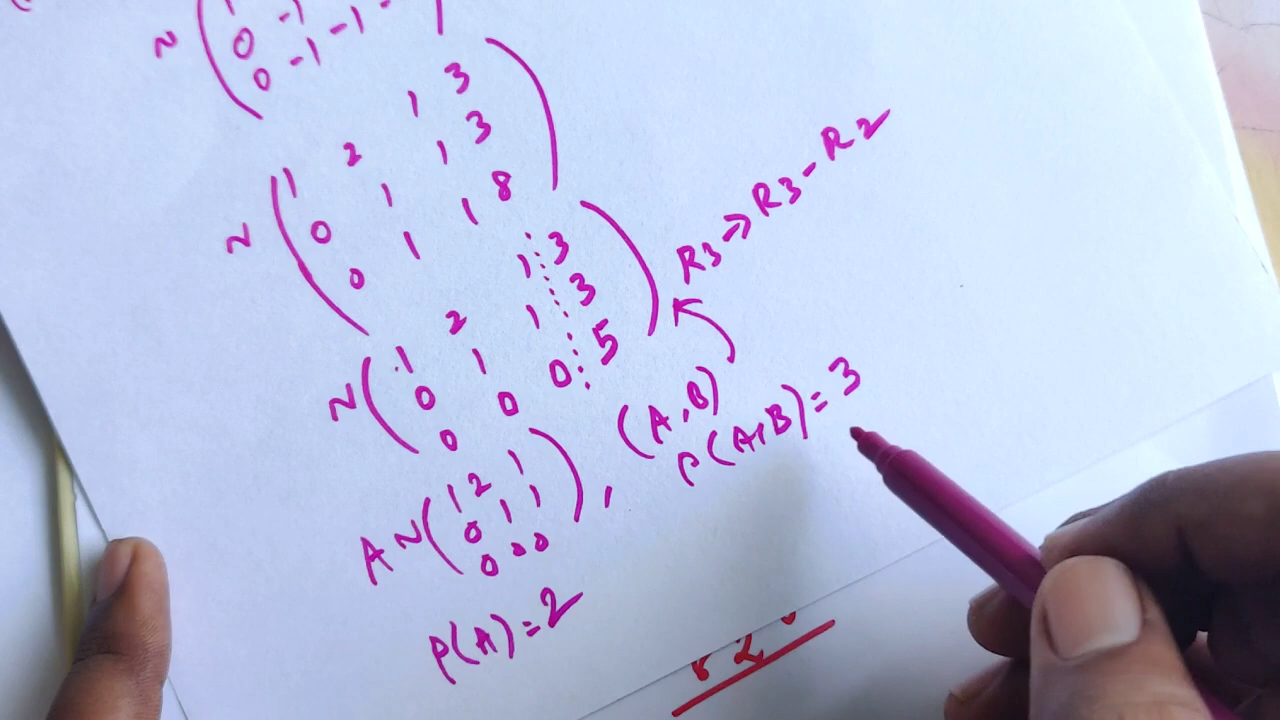 ~ ( 1 -1
0 -1 -1 -
0 -1
~ ( 1 2 1 3
0 1 1 3
0 1 1 8 )
~ ( 1 2 1 ⋮ 3
0 1 1 ⋮ 3
0 0 0 ⋮ 5 ) R3 → R3 - R2
(A,B)
A ~ ( 1 2 1
0 1 1
0 0 0 ) , ρ(A,B) = 3
ρ(A) = 2